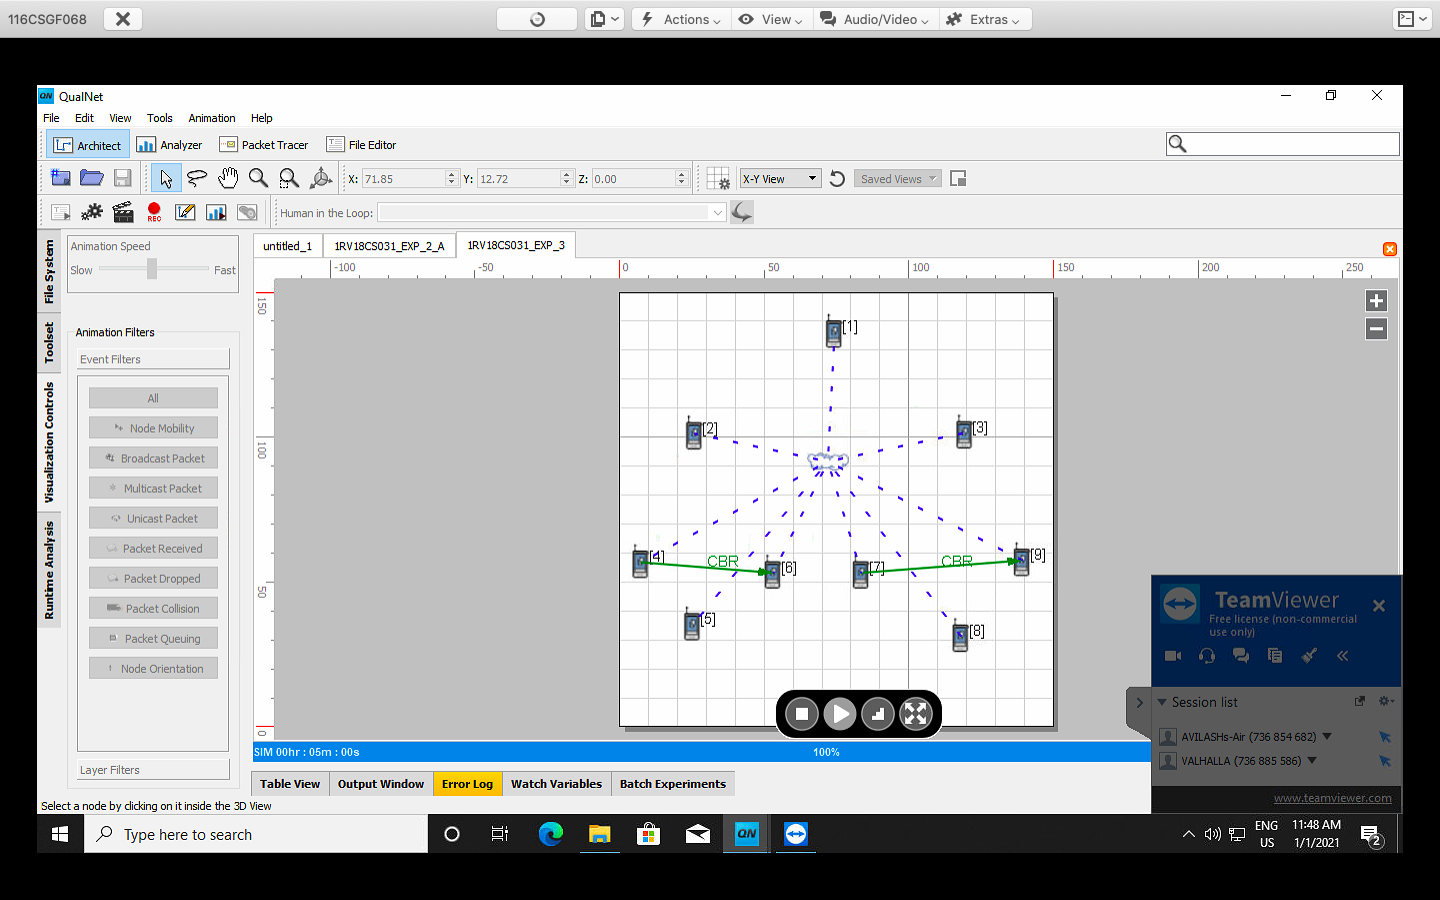 116CSGF068
Actions
View
Audio/Video
Extras
QN QualNet
File Edit View Tools Animation Help
Architect Analyzer Packet Tracer File Editor
X: 71.85 Y: 12.72 Z: 0.00 X-Y View Saved Views
REC Human in the Loop:
File System
Toolset
Visualization Controls
Runtime Analysis
Animation Speed
Slow Fast
Animation Filters
Event Filters
All
Node Mobility
Broadcast Packet
Multicast Packet
Unicast Packet
Packet Received
Packet Dropped
Packet Collision
Packet Queuing
Node Orientation
Layer Filters
untitled_1 1RV18CS031_EXP_2_A 1RV18CS031_EXP_3
-100 -50 0 50 100 150 200 250
150
100
50
0
[1]
[2]
[3]
[4]
[9]
CBR
CBR
[6]
[7]
[5]
[8]
SIM 00hr : 05m : 00s 100%
Table View Output Window Error Log Watch Variables Batch Experiments
Select a node by clicking on it inside the 3D View
TeamViewer
Free license (non-commercial
use only)
Session list
AVILASHs-Air (736 854 682)
VALHALLA (736 885 586)
www.teamviewer.com
Type here to search
QN
ENG
US
11:48 AM
1/1/2021
2